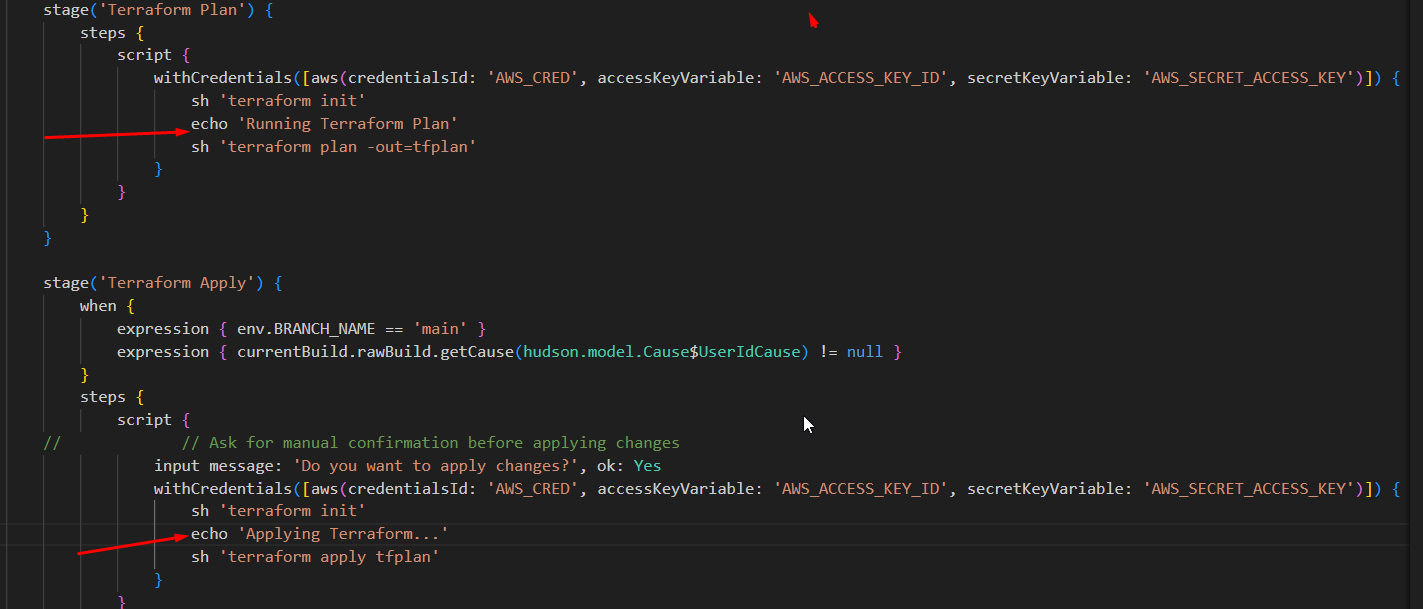 stage('Terraform Plan') {
steps {
script {
withCredentials([aws(credentialsId: 'AWS_CRED', accessKeyVariable: 'AWS_ACCESS_KEY_ID', secretKeyVariable: 'AWS_SECRET_ACCESS_KEY')]) {
sh 'terraform init'
echo 'Running Terraform Plan'
sh 'terraform plan -out=tfplan'
}
}
}
}
stage('Terraform Apply') {
when {
expression { env.BRANCH_NAME == 'main' }
expression { currentBuild.rawBuild.getCause(hudson.model.Cause$UserIdCause) != null }
}
steps {
script {
// // Ask for manual confirmation before applying changes
input message: 'Do you want to apply changes?', ok: Yes
withCredentials([aws(credentialsId: 'AWS_CRED', accessKeyVariable: 'AWS_ACCESS_KEY_ID', secretKeyVariable: 'AWS_SECRET_ACCESS_KEY')]) {
sh 'terraform init'
echo 'Applying Terraform...'
sh 'terraform apply tfplan'
}
}